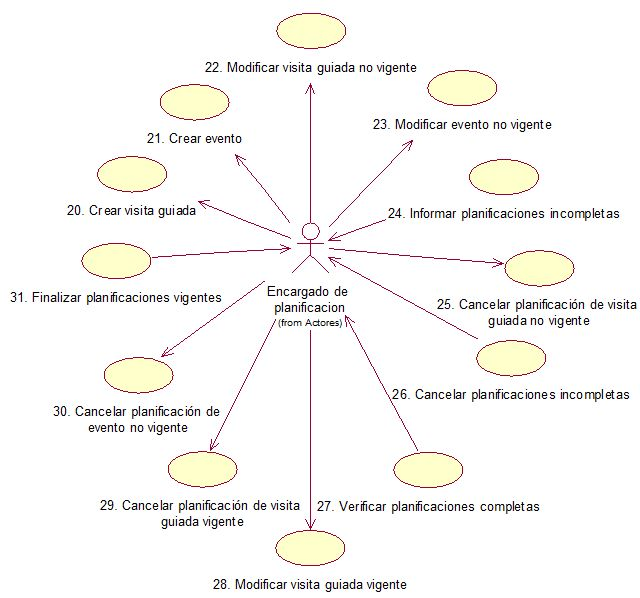 22. Modificar visita guiada no vigente
21. Crear evento
23. Modificar evento no vigente
20. Crear visita guiada
24. Informar planificaciones incompletas
31. Finalizar planificaciones vigentes
Encargado de
planificacion
(from Actores)
25. Cancelar planificación de visita
guiada no vigente
26. Cancelar planificaciones incompletas
30. Cancelar planificación de
evento no vigente
29. Cancelar planificación de visita
guiada vigente
27. Verificar planificaciones completas
28. Modificar visita guiada vigente